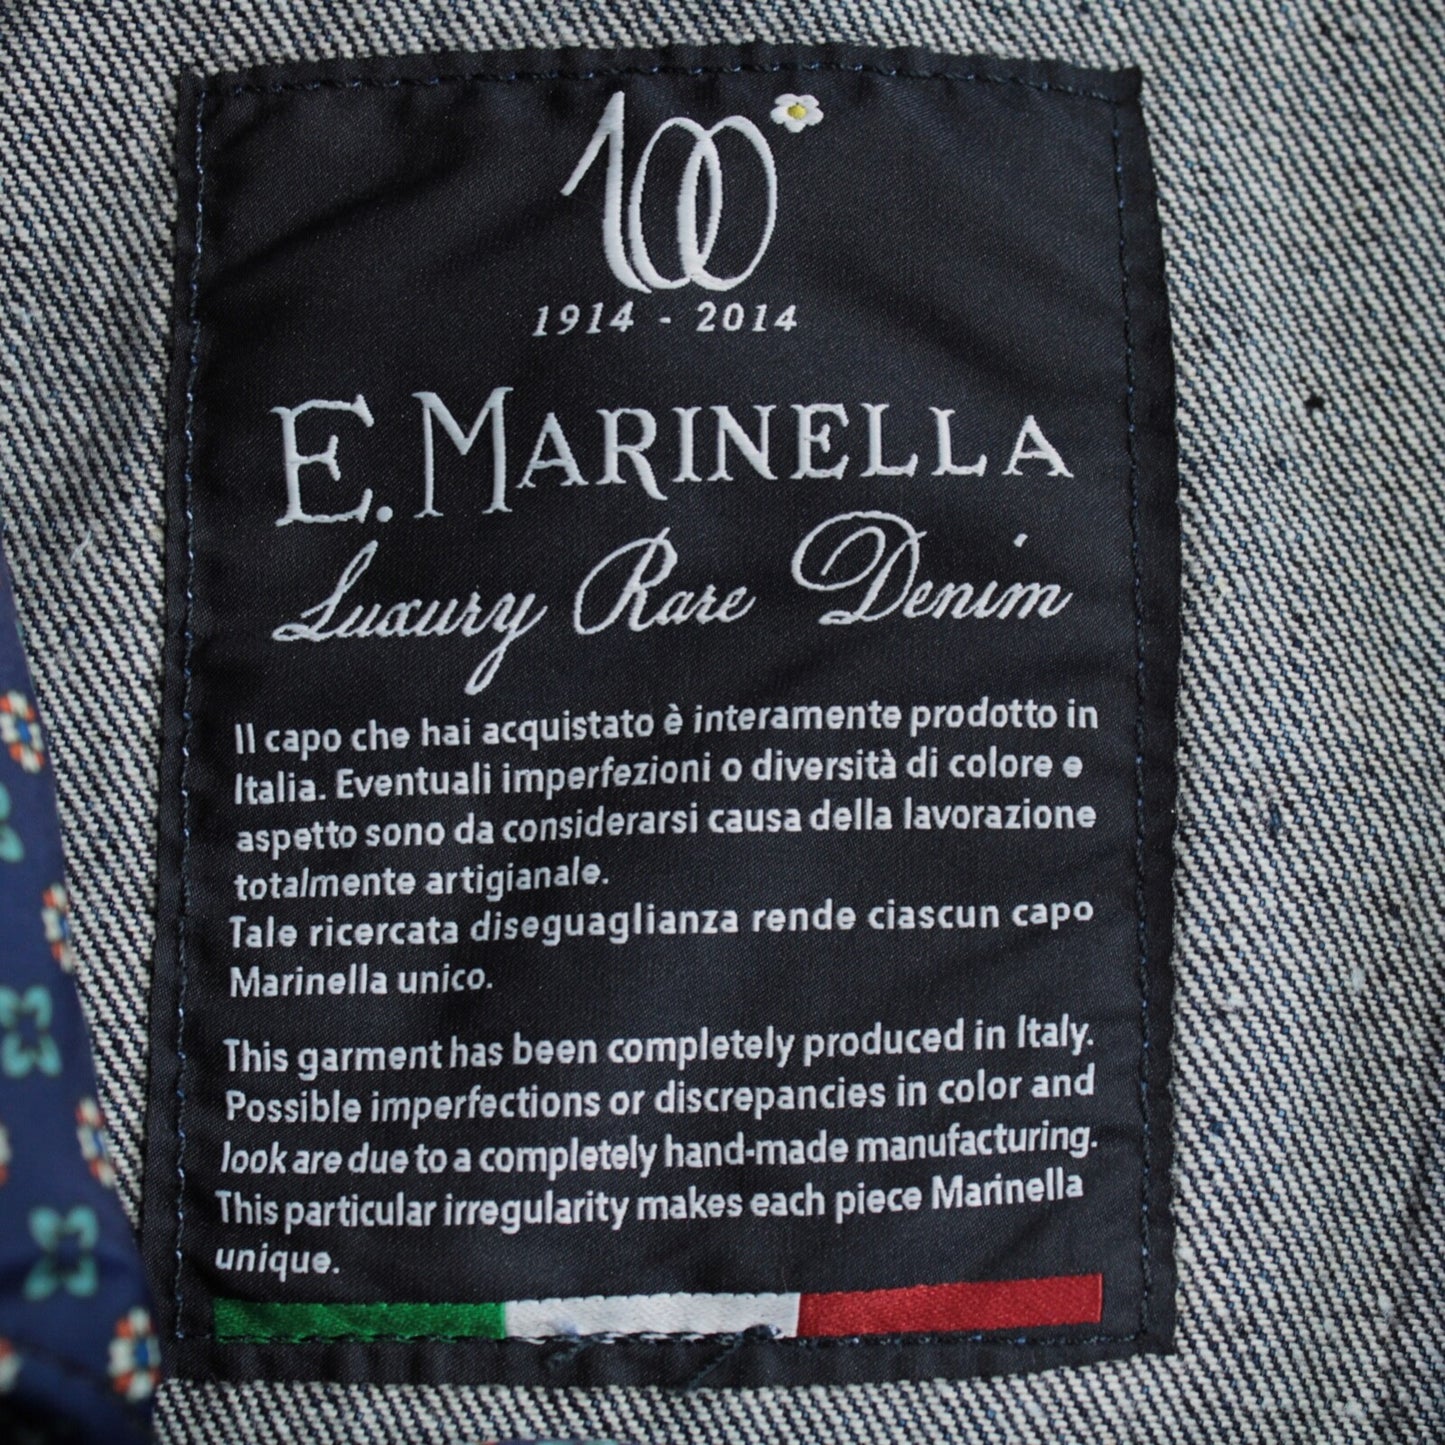 100
1914 - 2014
E. MARINELLA
Luxury Rare Denim
Il capo che hai acquistato è interamente prodotto in
Italia. Eventuali imperfezioni o diversità di colore e
aspetto sono da considerarsi causa della lavorazione
totalmente artigianale.
Tale ricercata diseguaglianza rende ciascun capo
Marinella unico.
This garment has been completely produced in Italy.
Possible imperfections or discrepancies in color and
look are due to a completely hand-made manufacturing.
This particular irregularity makes each piece Marinella
unique.